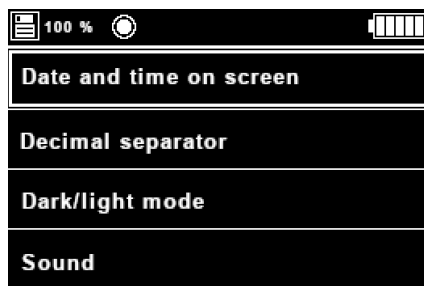 100 %
Date and time on screen
Decimal separator
Dark/light mode
Sound